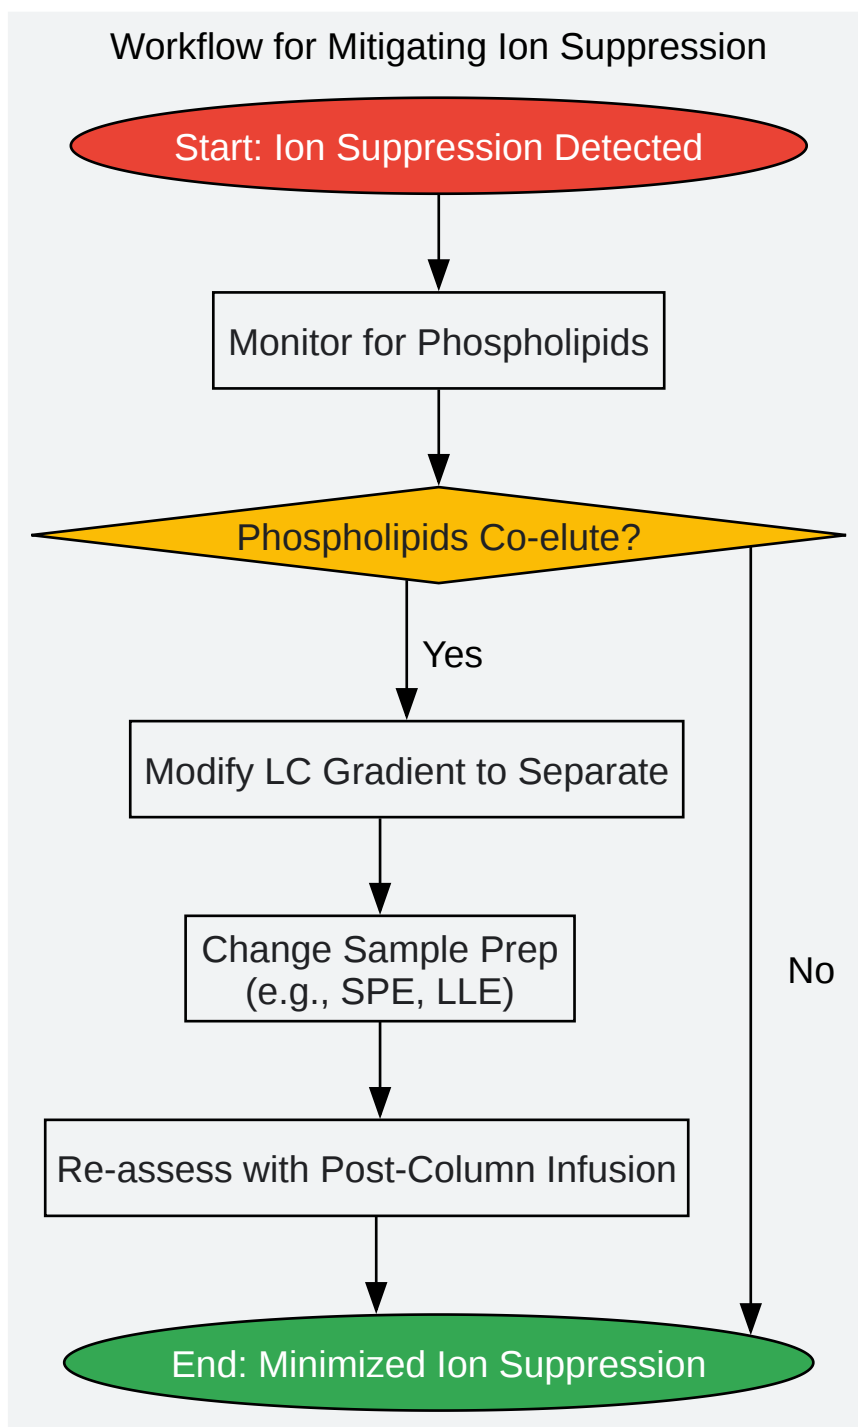 Workflow for Mitigating Ion Suppression
Start: Ion Suppression Detected
Monitor for Phospholipids
Phospholipids Co-elute?
Yes
Modify LC Gradient to Separate
Change Sample Prep
(e.g., SPE, LLE)
No
Re-assess with Post-Column Infusion
End: Minimized Ion Suppression